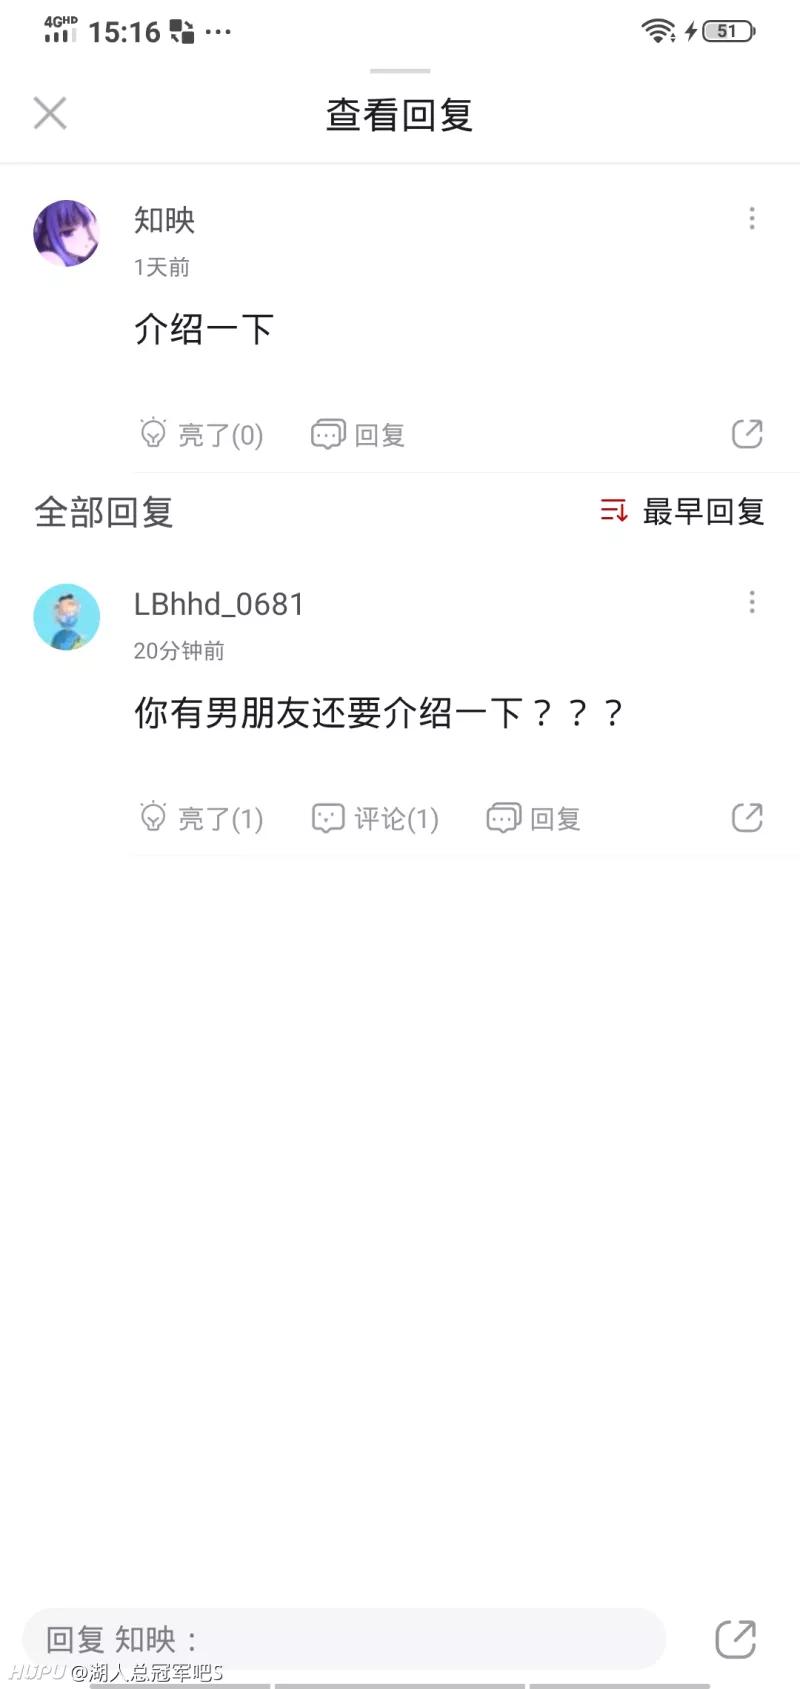 4GHD 15:16 ··· 51
查看回复
知映
1天前
介绍一下
亮了(0) 回复
全部回复 最早回复
LBhhd_0681
20分钟前
你有男朋友还要介绍一下？？？
亮了(1) 评论(1) 回复
回复 知映：
HUPU @湖人总冠军吧S